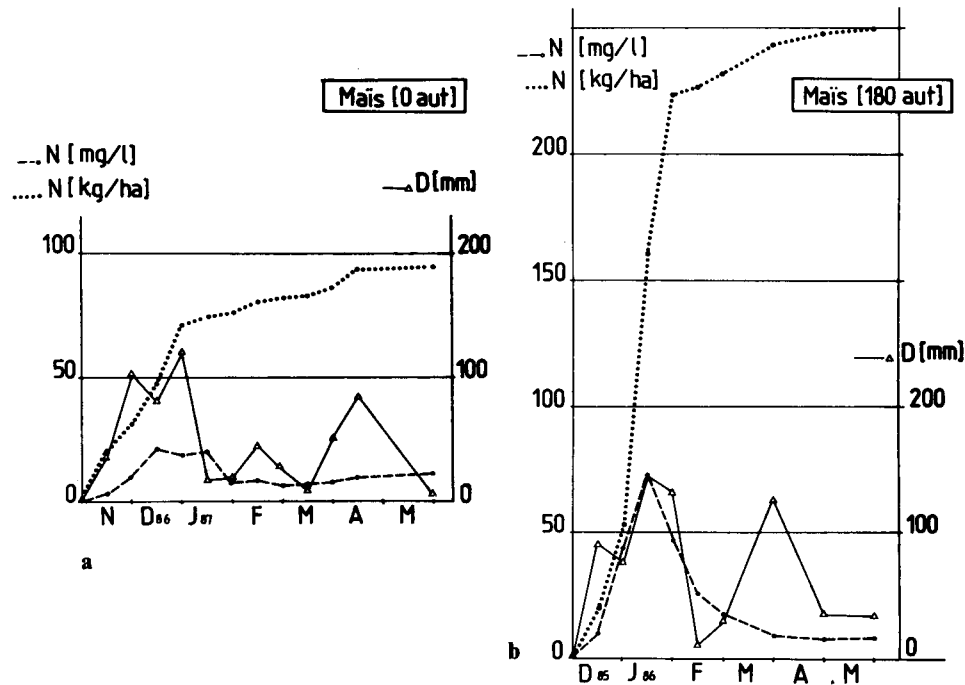 Maïs [0 aut]
--. N [mg/l]
..... N [kg/ha]
D [mm]
100
200
50
100
0
0
N D86 J87 F M A M
a
--. N [mg/l]
..... N [kg/ha]
Maïs [180 aut]
200
150
D [mm]
100
200
50
100
0
0
D85 J86 F M A . M
b